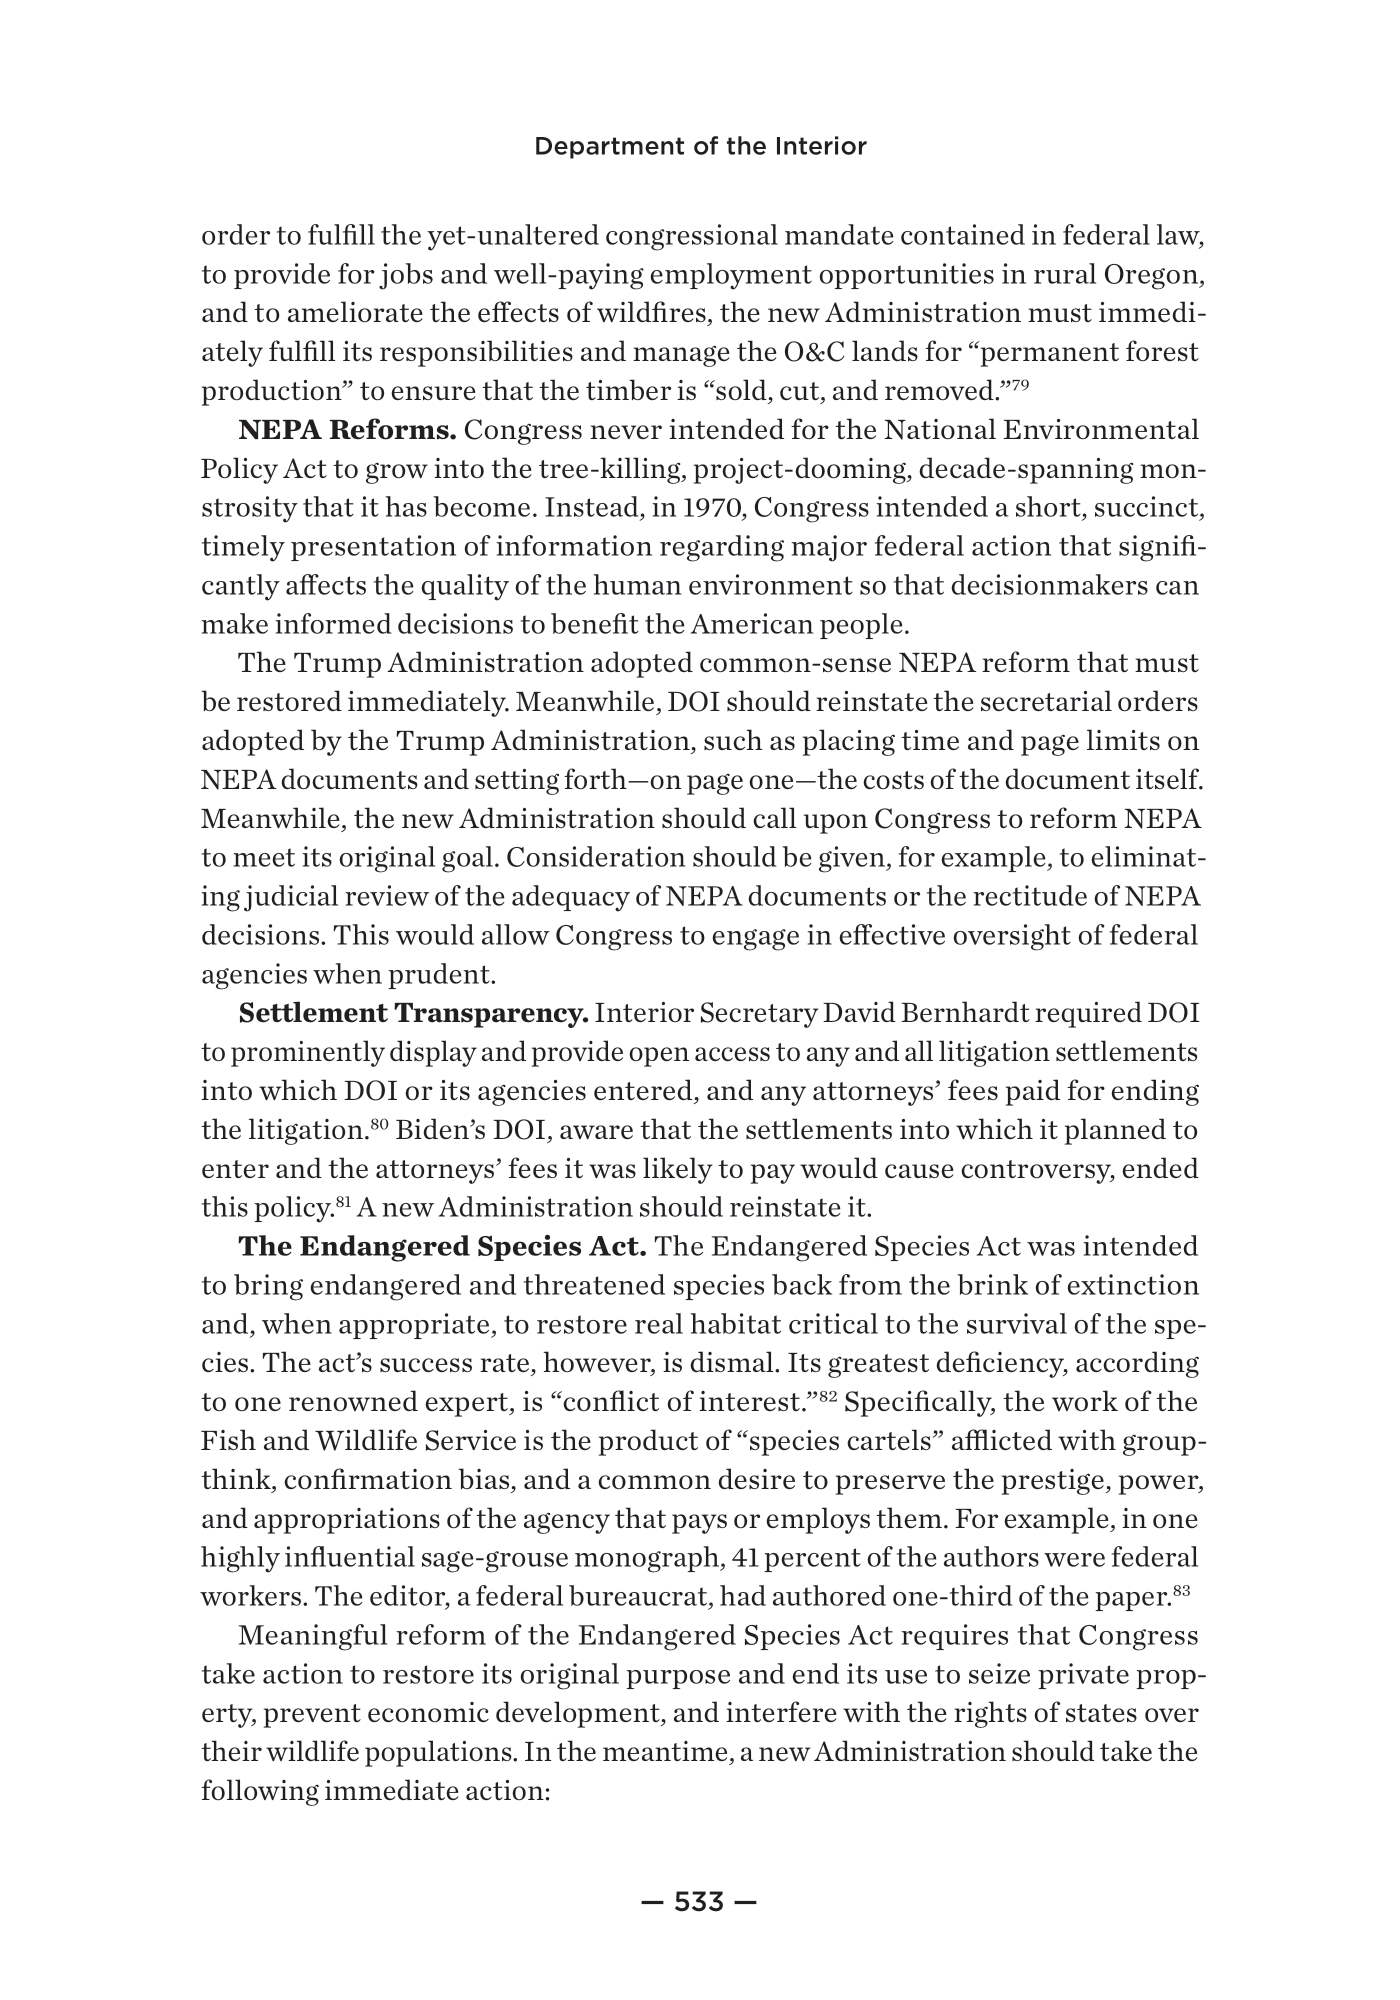 Department of the Interior
order to fulfill the yet-unaltered congressional mandate contained in federal law,
to provide for jobs and well-paying employment opportunities in rural Oregon,
and to ameliorate the effects of wildfires, the new Administration must immedi-
ately fulfill its responsibilities and manage the O&C lands for “permanent forest
production” to ensure that the timber is “sold, cut, and removed.”79
NEPA Reforms. Congress never intended for the National Environmental
Policy Act to grow into the tree-killing, project-dooming, decade-spanning mon-
strosity that it has become. Instead, in 1970, Congress intended a short, succinct,
timely presentation of information regarding major federal action that signifi-
cantly affects the quality of the human environment so that decisionmakers can
make informed decisions to benefit the American people.
The Trump Administration adopted common-sense NEPA reform that must
be restored immediately. Meanwhile, DOI should reinstate the secretarial orders
adopted by the Trump Administration, such as placing time and page limits on
NEPA documents and setting forth—on page one—the costs of the document itself.
Meanwhile, the new Administration should call upon Congress to reform NEPA
to meet its original goal. Consideration should be given, for example, to eliminat-
ing judicial review of the adequacy of NEPA documents or the rectitude of NEPA
decisions. This would allow Congress to engage in effective oversight of federal
agencies when prudent.
Settlement Transparency. Interior Secretary David Bernhardt required DOI
to prominently display and provide open access to any and all litigation settlements
into which DOI or its agencies entered, and any attorneys’ fees paid for ending
the litigation.80 Biden’s DOI, aware that the settlements into which it planned to
enter and the attorneys’ fees it was likely to pay would cause controversy, ended
this policy.81 A new Administration should reinstate it.
The Endangered Species Act. The Endangered Species Act was intended
to bring endangered and threatened species back from the brink of extinction
and, when appropriate, to restore real habitat critical to the survival of the spe-
cies. The act’s success rate, however, is dismal. Its greatest deficiency, according
to one renowned expert, is “conflict of interest.”82 Specifically, the work of the
Fish and Wildlife Service is the product of “species cartels” afflicted with group-
think, confirmation bias, and a common desire to preserve the prestige, power,
and appropriations of the agency that pays or employs them. For example, in one
highly influential sage-grouse monograph, 41 percent of the authors were federal
workers. The editor, a federal bureaucrat, had authored one-third of the paper.83
Meaningful reform of the Endangered Species Act requires that Congress
take action to restore its original purpose and end its use to seize private prop-
erty, prevent economic development, and interfere with the rights of states over
their wildlife populations. In the meantime, a new Administration should take the
following immediate action:
— 533 —